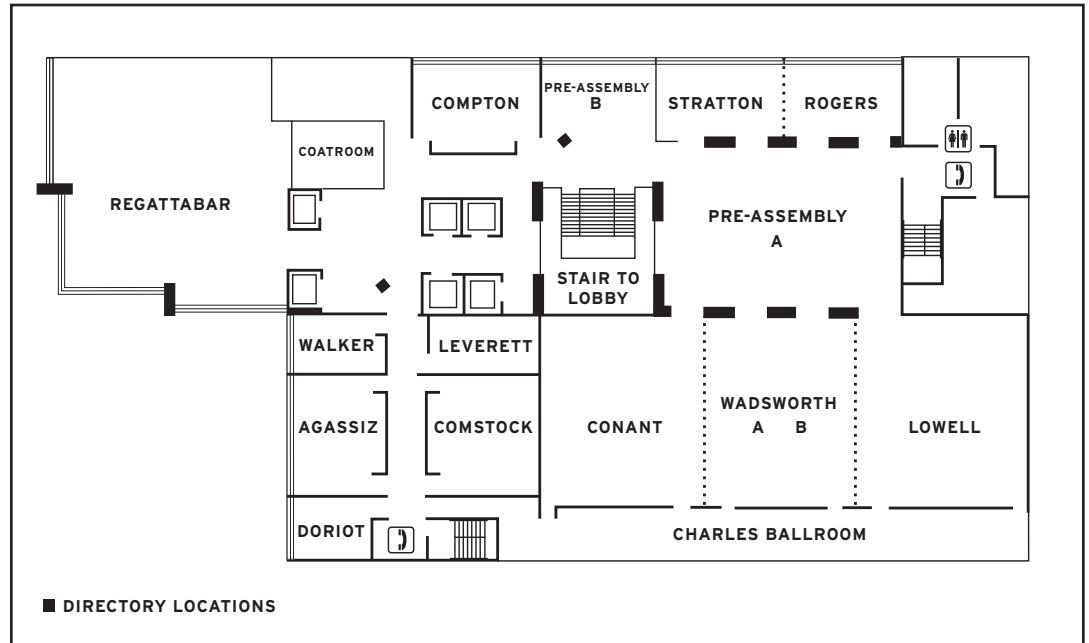 COMPTON
PRE-ASSEMBLY
B
STRATTON
ROGERS
COATROOM
REGATTABAR
PRE-ASSEMBLY
A
STAIR TO
LOBBY
WALKER
LEVERETT
AGASSIZ
COMSTOCK
CONANT
WADSWORTH
A B
LOWELL
DORIOT
CHARLES BALLROOM
DIRECTORY LOCATIONS